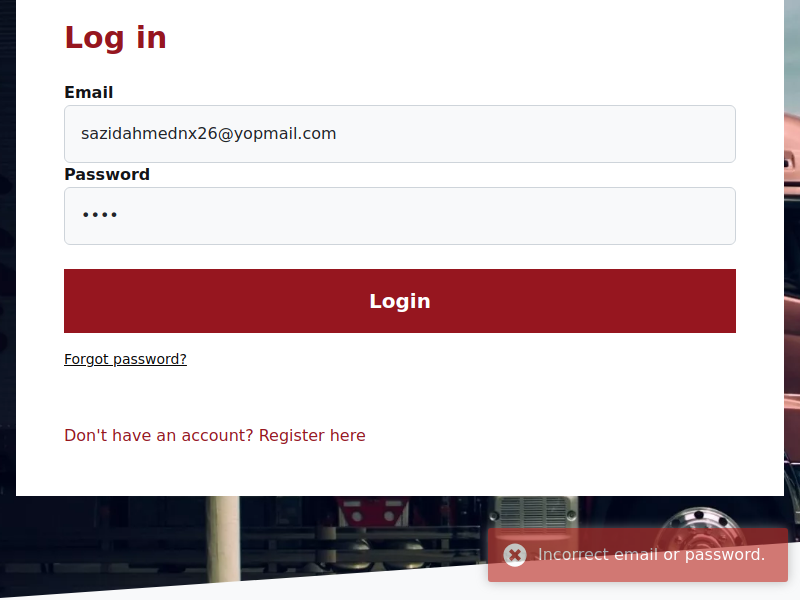 Log in
Email
sazidahmednx26@yopmail.com
Password
••••
Login
Forgot password?
Don't have an account? Register here
Incorrect email or password.